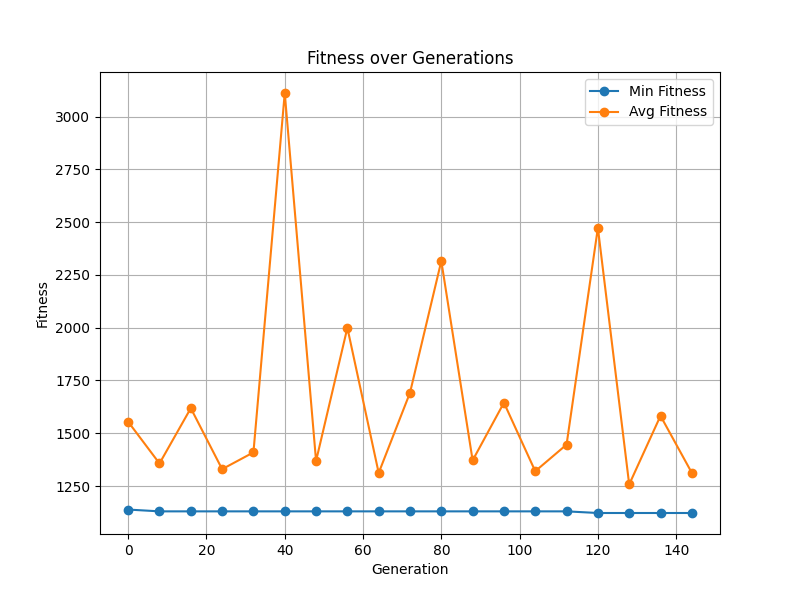 Fitness over Generations
Min Fitness
Avg Fitness
3000
2750
2500
2250
2000
1750
1500
1250
Fitness
0 20 40 60 80 100 120 140
Generation